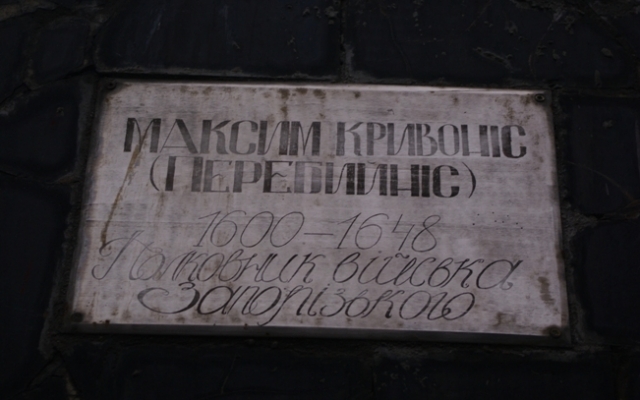 МАКСИМ КРИВОНІС
(ПЕРЕБИЙНІС)
1600–1648
Полковник війська
Запорізького